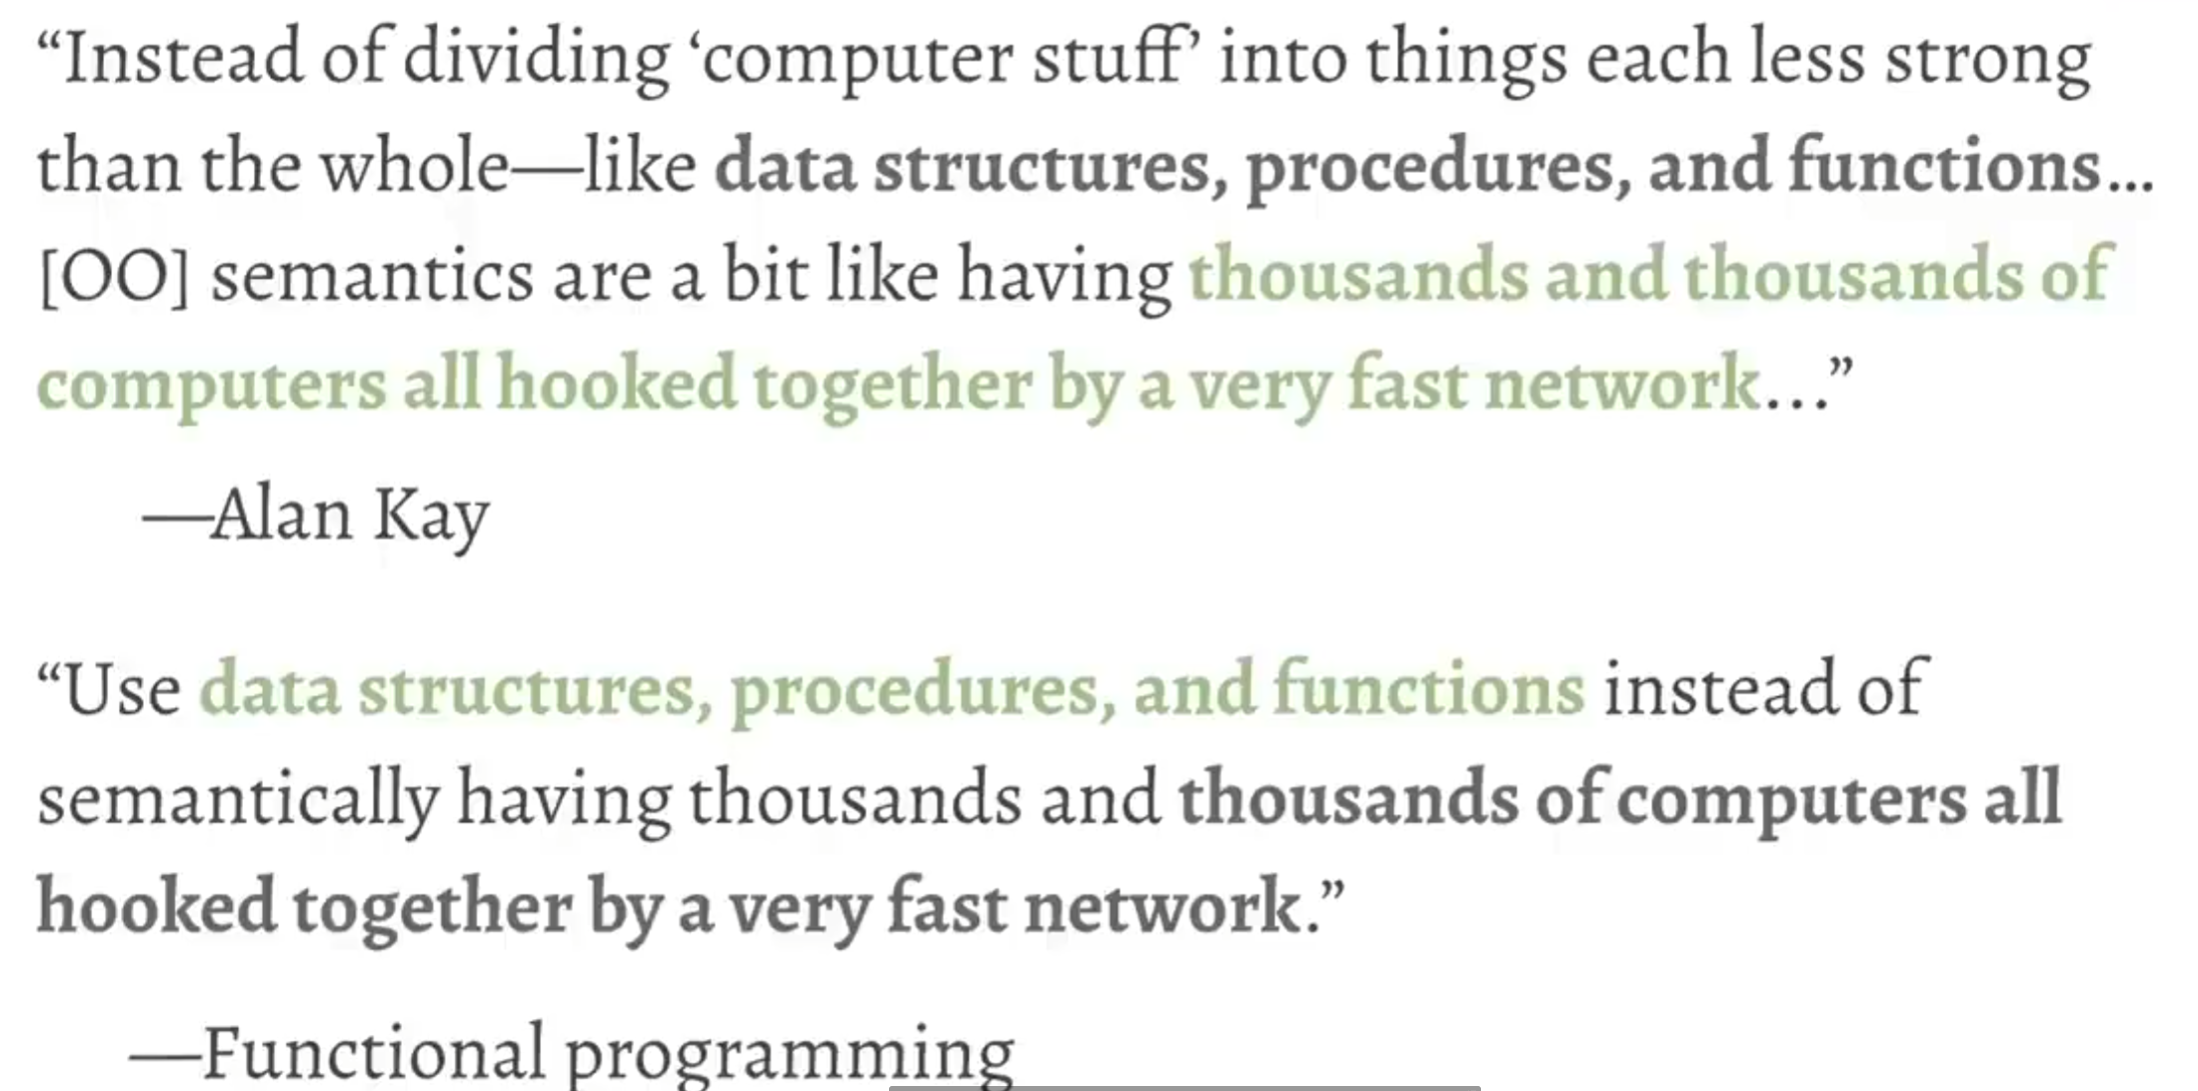 “Instead of dividing ‘computer stuff’ into things each less strong
than the whole—like data structures, procedures, and functions...
[OO] semantics are a bit like having thousands and thousands of
computers all hooked together by a very fast network…”
—Alan Kay
“Use data structures, procedures, and functions instead of
semantically having thousands and thousands of computers all
hooked together by a very fast network.”
—Functional programming